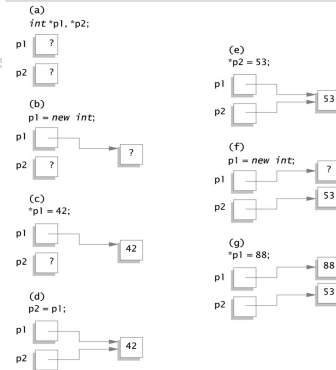 (a)
int *p1, *p2;
p1 ?
p2 ?
(b)
p1 = new int;
p1
?
p2 ?
(c)
*p1 = 42;
p1
42
p2 ?
(d)
p2 = p1;
p1
42
p2
(e)
*p2 = 53;
p1
53
p2
(f)
p1 = new int;
p1 ?
p2 53
(g)
*p1 = 88;
p1 88
p2 53